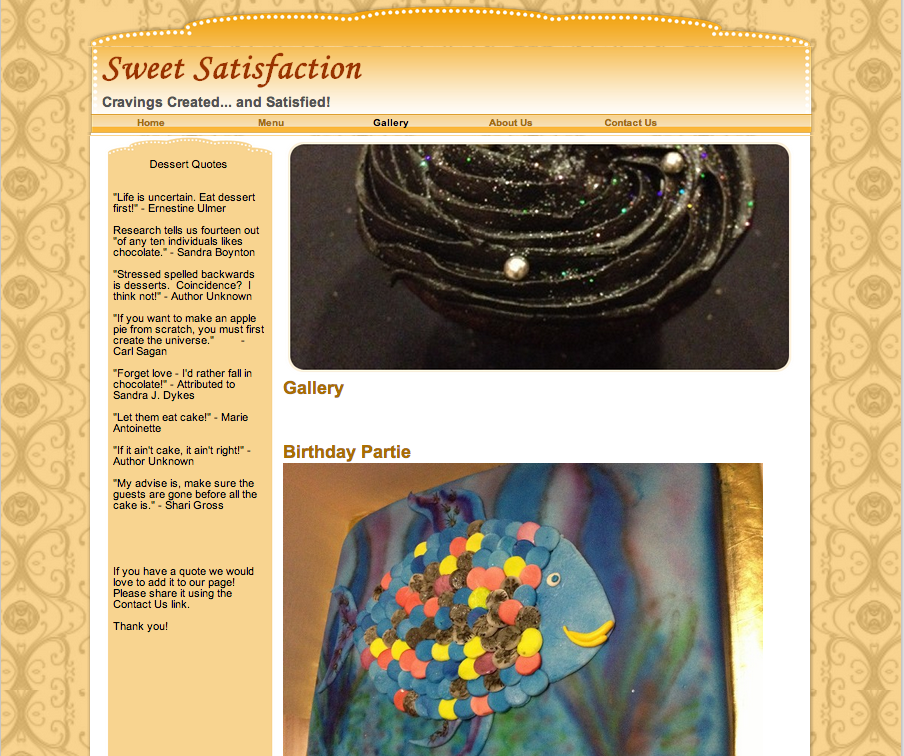 Sweet Satisfaction
Cravings Created... and Satisfied!
Home Menu Gallery About Us Contact Us
Dessert Quotes
"Life is uncertain. Eat dessert
first!" - Ernestine Ulmer
Research tells us fourteen out
"of any ten individuals likes
chocolate." - Sandra Boynton
"Stressed spelled backwards
is desserts. Coincidence? I
think not!" - Author Unknown
"If you want to make an apple
pie from scratch, you must first
create the universe." -
Carl Sagan
"Forget love - I'd rather fall in
chocolate!" - Attributed to
Sandra J. Dykes
"Let them eat cake!" - Marie
Antoinette
"If it ain't cake, it ain't right!" -
Author Unknown
"My advise is, make sure the
guests are gone before all the
cake is." - Shari Gross
If you have a quote we would
love to add it to our page!
Please share it using the
Contact Us link.
Thank you!
Gallery
Birthday Partie